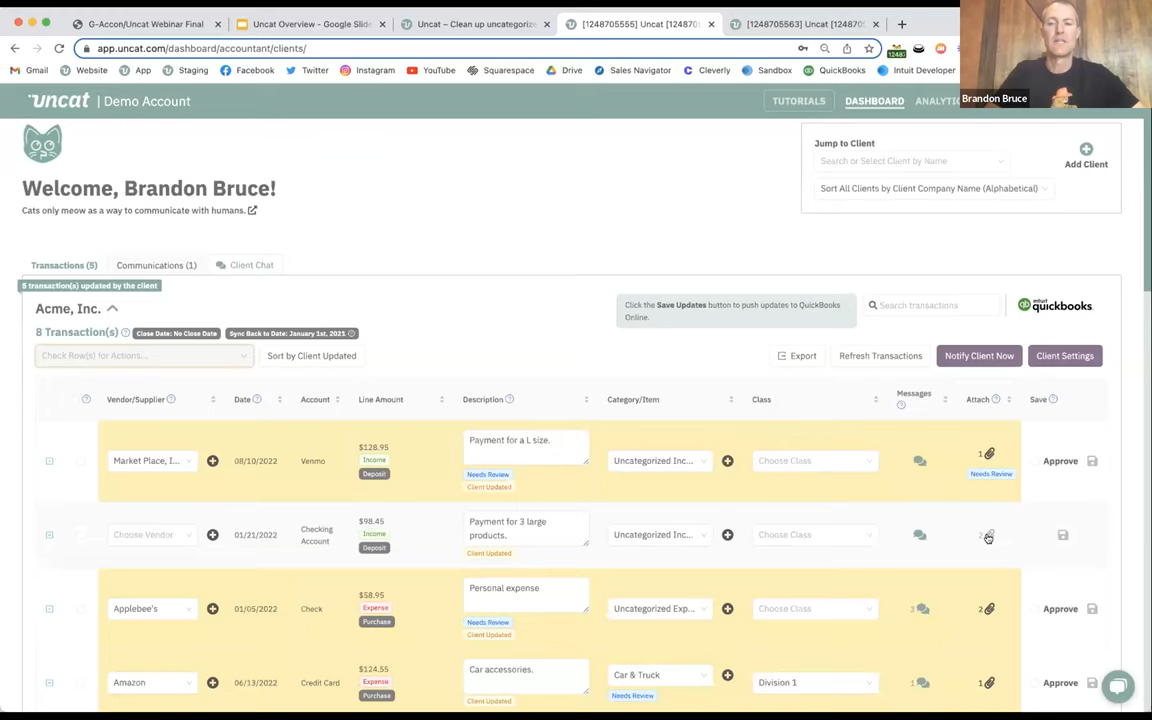 G-Accon/Uncat Webinar Final
Uncat Overview - Google Slide
Uncat – Clean up uncategorize
[1248705555] Uncat [124870
[1248705563] Uncat [124870
app.uncat.com/dashboard/accountant/clients/
Gmail Website App Staging Facebook Twitter Instagram YouTube Squarespace Drive Sales Navigator Cleverly Sandbox QuickBooks Intuit Developer
Brandon Bruce
uncat | Demo Account
TUTORIALS DASHBOARD ANALYTIC
Jump to Client
Search or Select Client by Name
Add Client
Sort All Clients by Client Company Name (Alphabetical)
Welcome, Brandon Bruce!
Cats only meow as a way to communicate with humans.
Transactions (5) Communications (1) Client Chat
5 transaction(s) updated by the client
Acme, Inc.
Click the Save Updates button to push updates to QuickBooks
Online.
Search transactions
intuit
quickbooks.
8 Transaction(s) Close Date: No Close Date Sync Back to Date: January 1st, 2021
Check Row(s) for Actions... Sort by Client Updated Export Refresh Transactions Notify Client Now Client Settings
Vendor/Supplier Date Account Line Amount Description Category/Item Class Messages Attach Save
Market Place, I... 08/10/2022 Venmo
$128.95
Income
Deposit
Payment for a L size.
Needs Review
Client Updated
Uncategorized Inc... Choose Class
1
Needs Review
Approve
Choose Vendor 01/21/2022
Checking
Account
$98.45
Income
Deposit
Payment for 3 large
products.
Client Updated
Uncategorized Inc... Choose Class
2
Applebee's 01/05/2022 Check
$58.95
Expense
Purchase
Personal expense
Needs Review
Client Updated
Uncategorized Exp... Choose Class
3 2 Approve
Amazon 06/13/2022 Credit Card
$124.55
Expense
Purchase
Car accessories.
Client Updated
Car & Truck
Needs Review
Division 1
1 1 Approve